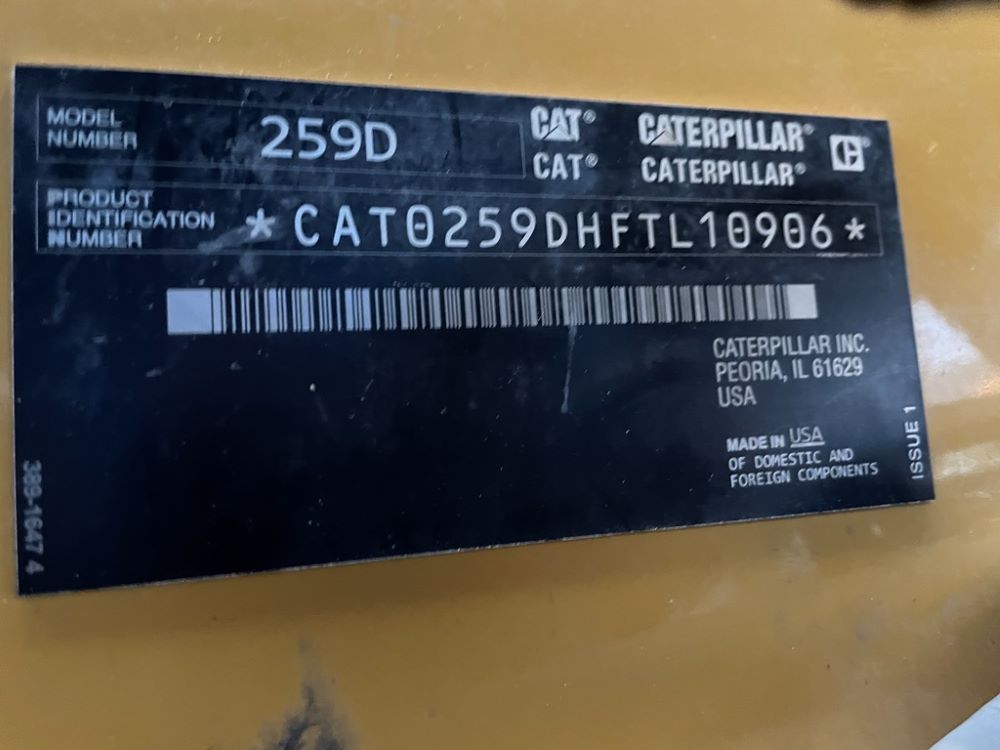 MODEL
NUMBER
259D
CAT® CATERPILLAR® C®
CAT® CATERPILLAR®
PRODUCT
IDENTIFICATION
NUMBER
*CAT0259DHFTL10906*
CATERPILLAR INC.
PEORIA, IL 61629
USA
MADE IN USA
OF DOMESTIC AND
FOREIGN COMPONENTS
ISSUE 1
389-1647 4